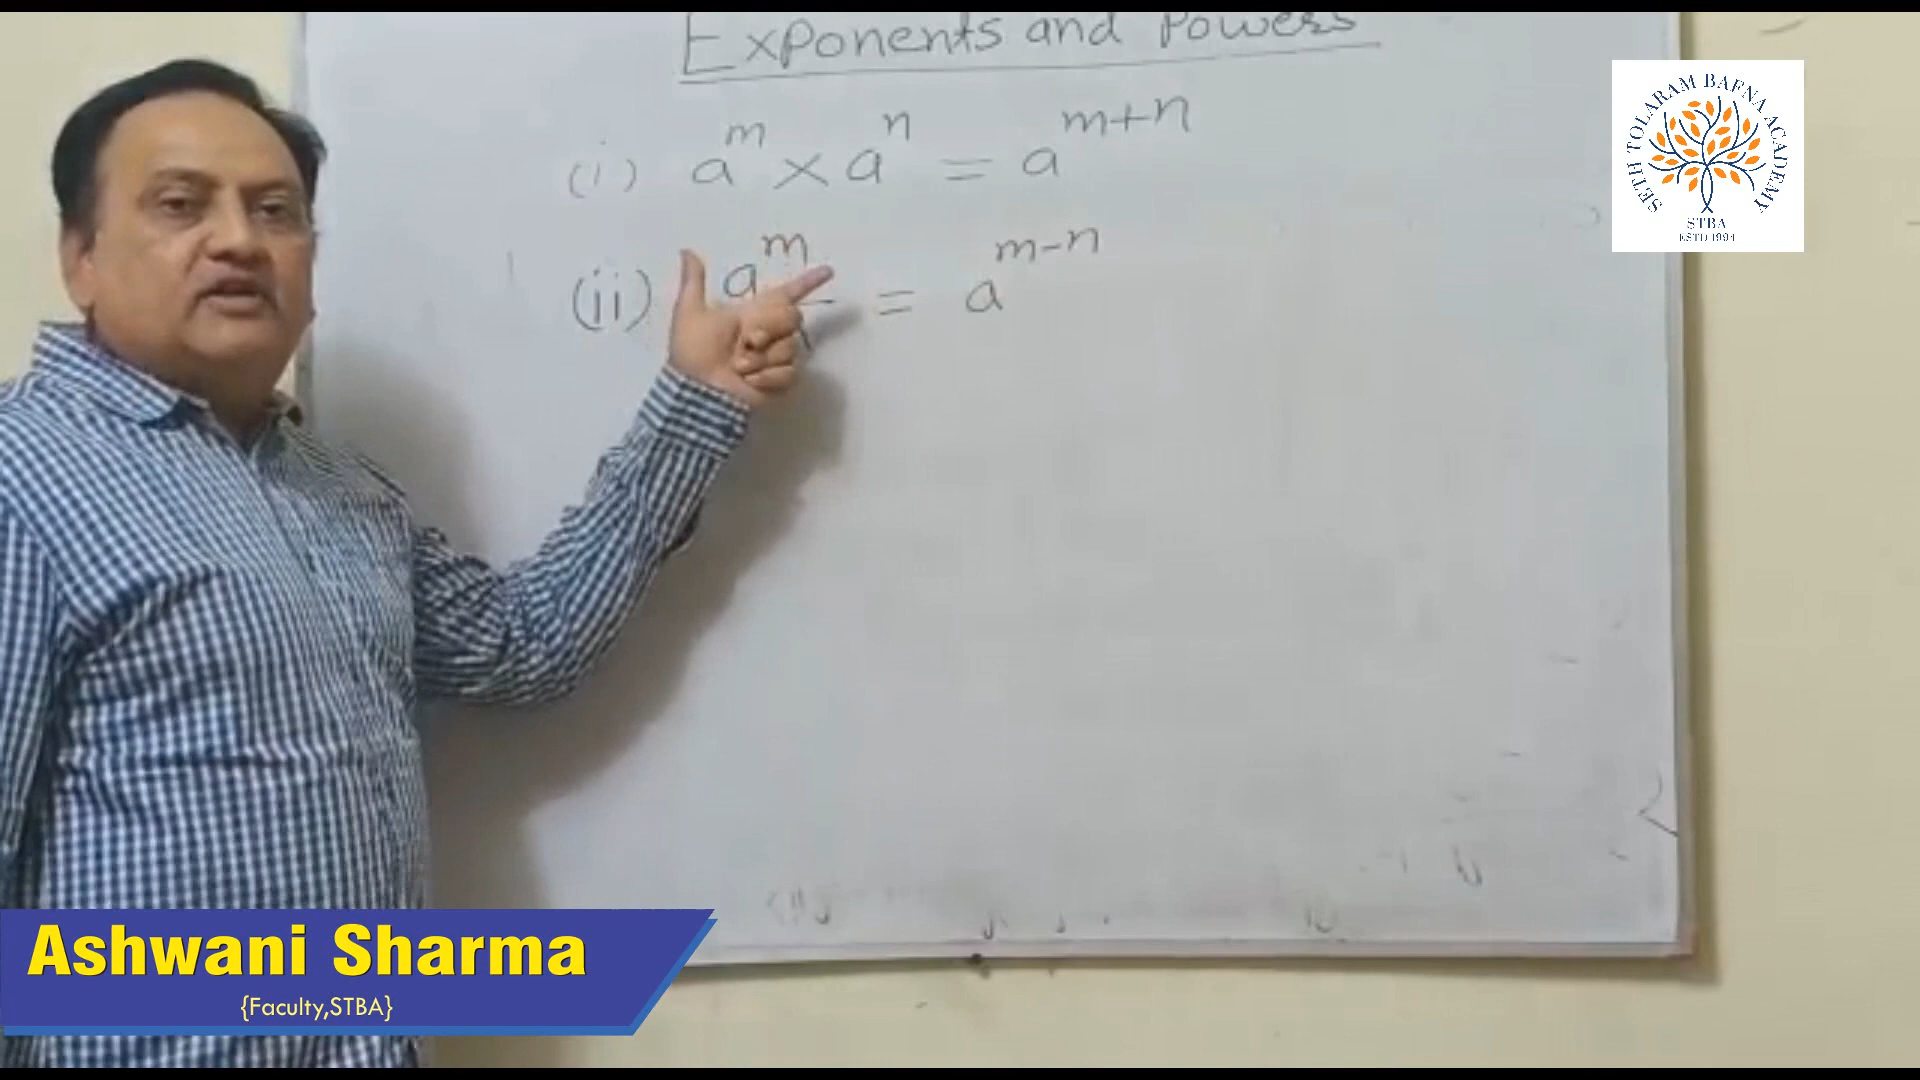 Exponents and Powers
(i) a^m × a^n = a^{m+n}
(ii) a^m = a^{m-n}
SETH TOLARAM BAFNA ACADEMY
STBA
ESTD 1994
Ashwani Sharma
{Faculty,STBA}